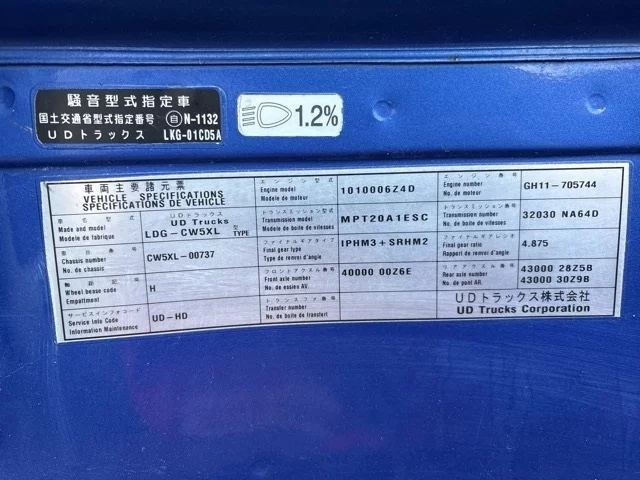 騒音型式指定車
国土交通省型式指定番号 自 N-1132
UDトラックス LKG-01CD5A
1.2%
車両主要諸元票
VEHICLE SPECIFICATIONS
SPECIFICATIONS DE VEHICLE
車名型式
Made and model
Modele de fabrique
UDトラックス
UD Trucks
LDG-CW5XL
型式
TYPE
車台番号
Chassis number
No. de chassis
CW5XL-00737
軸距記号
Wheel bease code
Empattment
H
サービスインフォコード
Service Info Code
Information Maintenance
UD-HD
エンジン型式
Engine model
Modele de moteur
1010006Z4D
エンジン番号
Engine number
No. de moteur
GH11-705744
トランスミッション型式
Transmission model
Modele de boite de vitesses
MPT20A1ESC
トランスミッション番号
Transmission number
No. de boite de vitesses
32030 NA64D
ファイナルギアタイプ
Final gear type
Type de renvoi d'angle
IPHM3+SRHM2
ファイナルギアレシオ
Final gear ratio
Rapport de renvoi d'angle
4.875
フロントアクスル番号
Front axle number
No. de essieu AV.
40000 00Z6E
リアアクスル番号
Rear axle number
No. de pont AR.
43000 28Z5B
43000 30Z9B
トランスファ番号
Transfer number
No. de boite de transfert
UDトラックス株式会社
UD Trucks Corporation